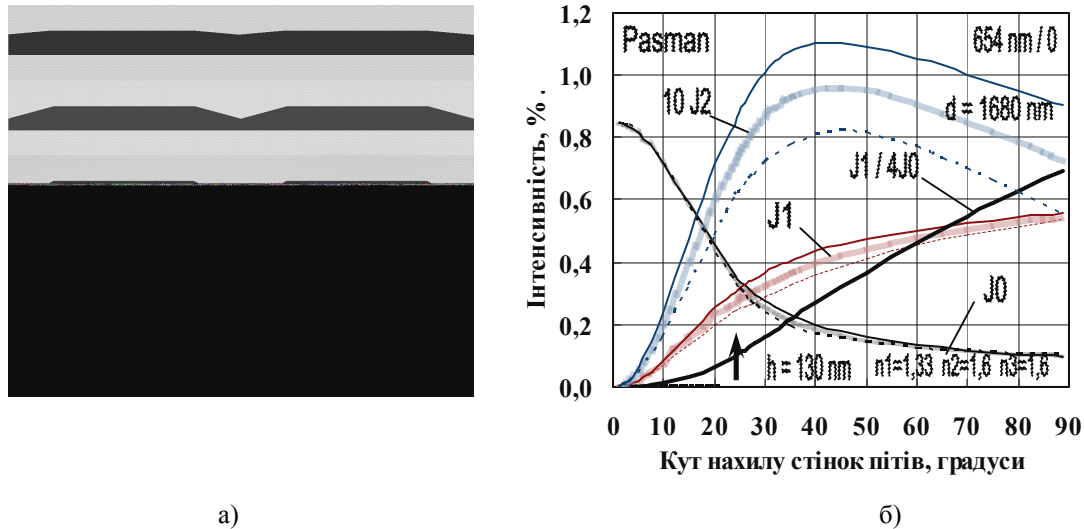 1,2
Pasman
654 nm / 0
1,0
10 J2
d = 1680 nm
0,8
J1 / 4J0
0,6
J1
0,4
J0
0,2
h = 130 nm
n1=1,33 n2=1,6 n3=1,6
0,0
Інтенсивність, % .
0 10 20 30 40 50 60 70 80 90
Кут нахилу стінок пітів, градуси
а) б)